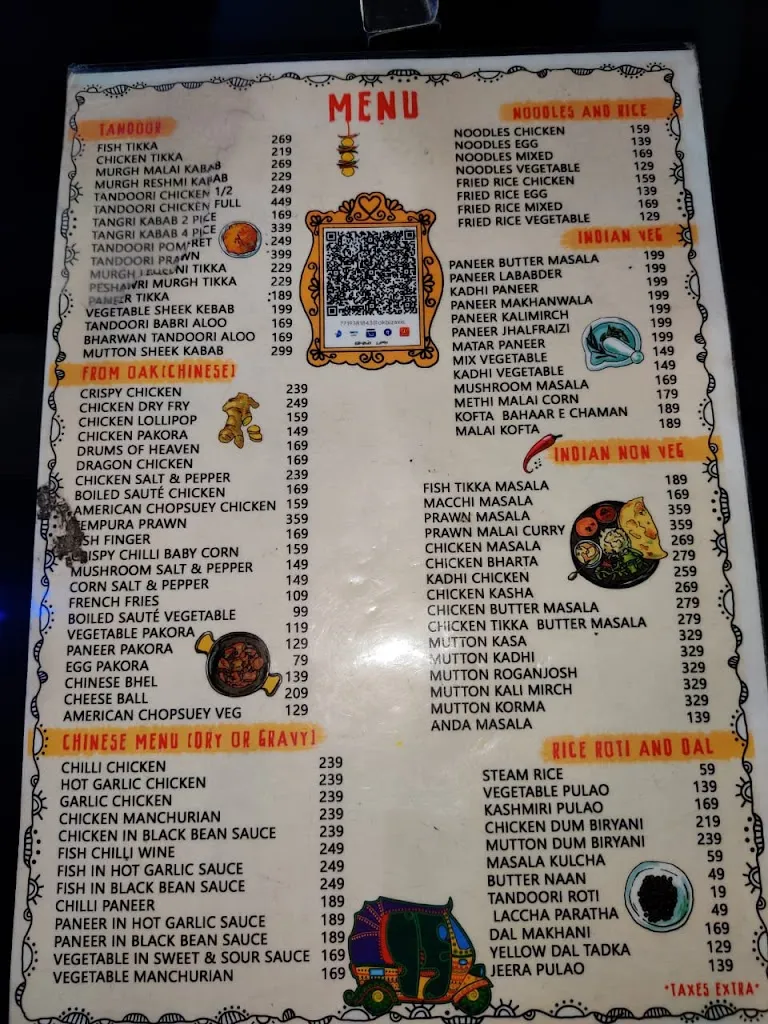 MENU
TANDOOR
FISH TIKKA 269
CHICKEN TIKKA 219
MURGH MALAI KABAB 269
MURGH RESHMI KABAB 229
TANDOORI CHICKEN 1/2 249
TANDOORI CHICKEN FULL 449
TANGRI KABAB 2 PICE 169
TANGRI KABAB 4 PICE 339
TANDOORI POMFRET 249
TANDOORI PRAWN 399
MURGH TIKKA 229
PESHAWRI MURGH TIKKA 229
PANEER TIKKA 189
VEGETABLE SHEEK KEBAB 199
TANDOORI BABRI ALOO 169
BHARWAN TANDOORI ALOO 169
MUTTON SHEEK KABAB 299
FROM OAK(CHINESE)
CRISPY CHICKEN 239
CHICKEN DRY FRY 249
CHICKEN LOLLIPOP 159
CHICKEN PAKORA 149
DRUMS OF HEAVEN 169
DRAGON CHICKEN 169
CHICKEN SALT & PEPPER 239
BOILED SAUTÉ CHICKEN 169
AMERICAN CHOPSUEY CHICKEN 159
TEMPURA PRAWN 359
FISH FINGER 169
CRISPY CHILLI BABY CORN 159
MUSHROOM SALT & PEPPER 149
CORN SALT & PEPPER 149
FRENCH FRIES 109
BOILED SAUTÉ VEGETABLE 99
VEGETABLE PAKORA 119
PANEER PAKORA 129
EGG PAKORA 79
CHINESE BHEL 139
CHEESE BALL 209
AMERICAN CHOPSUEY VEG 129
CHINESE MENU (DRY OR GRAVY)
CHILLI CHICKEN 239
HOT GARLIC CHICKEN 239
GARLIC CHICKEN 239
CHICKEN MANCHURIAN 239
CHICKEN IN BLACK BEAN SAUCE 239
FISH CHILLI WINE 249
FISH IN HOT GARLIC SAUCE 249
FISH IN BLACK BEAN SAUCE 249
CHILLI PANEER 189
PANEER IN HOT GARLIC SAUCE 189
PANEER IN BLACK BEAN SAUCE 189
VEGETABLE IN SWEET & SOUR SAUCE 169
VEGETABLE MANCHURIAN 169
NOODLES AND RICE
NOODLES CHICKEN 159
NOODLES EGG 139
NOODLES MIXED 169
NOODLES VEGETABLE 129
FRIED RICE CHICKEN 159
FRIED RICE EGG 139
FRIED RICE MIXED 169
FRIED RICE VEGETABLE 129
INDIAN VEG
PANEER BUTTER MASALA 199
PANEER LABABDER 199
KADHI PANEER 199
PANEER MAKHANWALA 199
PANEER KALIMIRCH 199
PANEER JHALFRAIZI 199
MATAR PANEER 199
MIX VEGETABLE 149
KADHI VEGETABLE 149
MUSHROOM MASALA 169
METHI MALAI CORN 179
KOFTA BAHAAR E CHAMAN 189
MALAI KOFTA 189
INDIAN NON VEG
FISH TIKKA MASALA 189
MACCHI MASALA 169
PRAWN MASALA 359
PRAWN MALAI CURRY 359
CHICKEN MASALA 269
CHICKEN BHARTA 279
KADHI CHICKEN 259
CHICKEN KASHA 269
CHICKEN BUTTER MASALA 279
CHICKEN TIKKA BUTTER MASALA 279
MUTTON KASA 329
MUTTON KADHI 329
MUTTON ROGANJOSH 329
MUTTON KALI MIRCH 329
MUTTON KORMA 329
ANDA MASALA 139
RICE ROTI AND DAL
STEAM RICE 59
VEGETABLE PULAO 139
KASHMIRI PULAO 169
CHICKEN DUM BIRYANI 219
MUTTON DUM BIRYANI 239
MASALA KULCHA 59
BUTTER NAAN 49
TANDOORI ROTI 19
LACCHA PARATHA 49
DAL MAKHANI 169
YELLOW DAL TADKA 129
JEERA PULAO 139
*TAXES EXTRA*